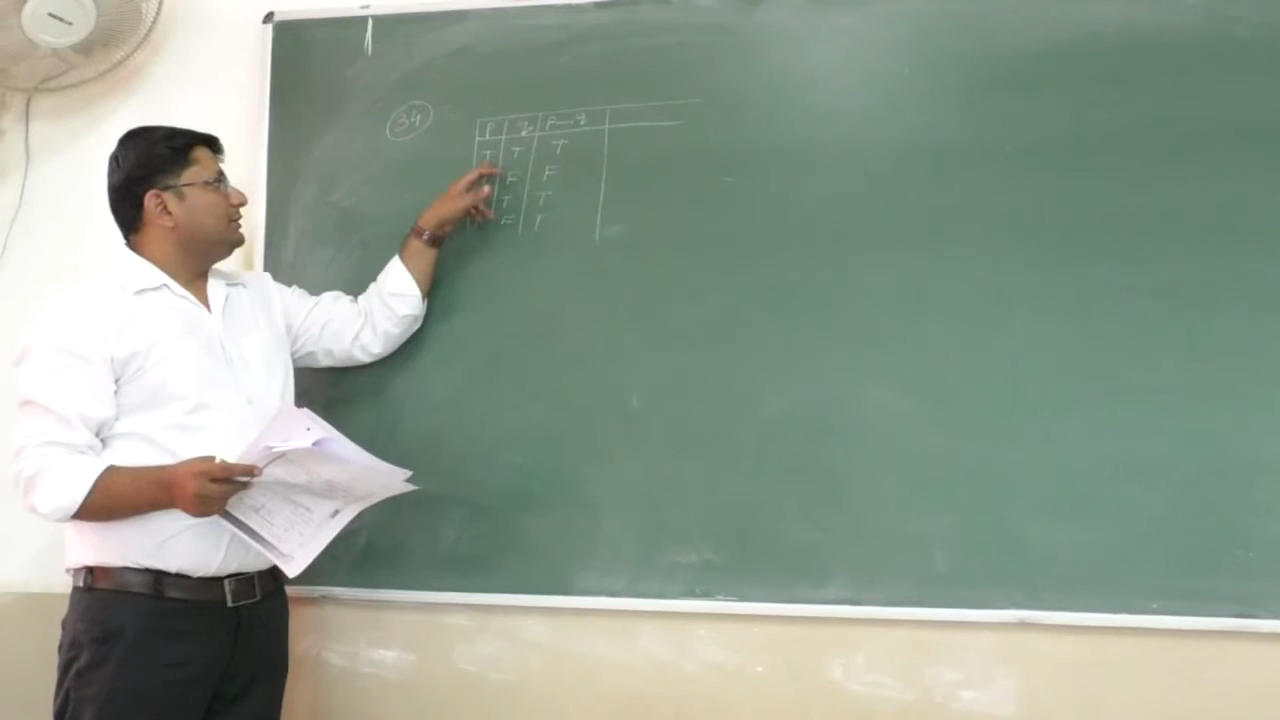 34
P q P→q
T T T
F F
T T
F T